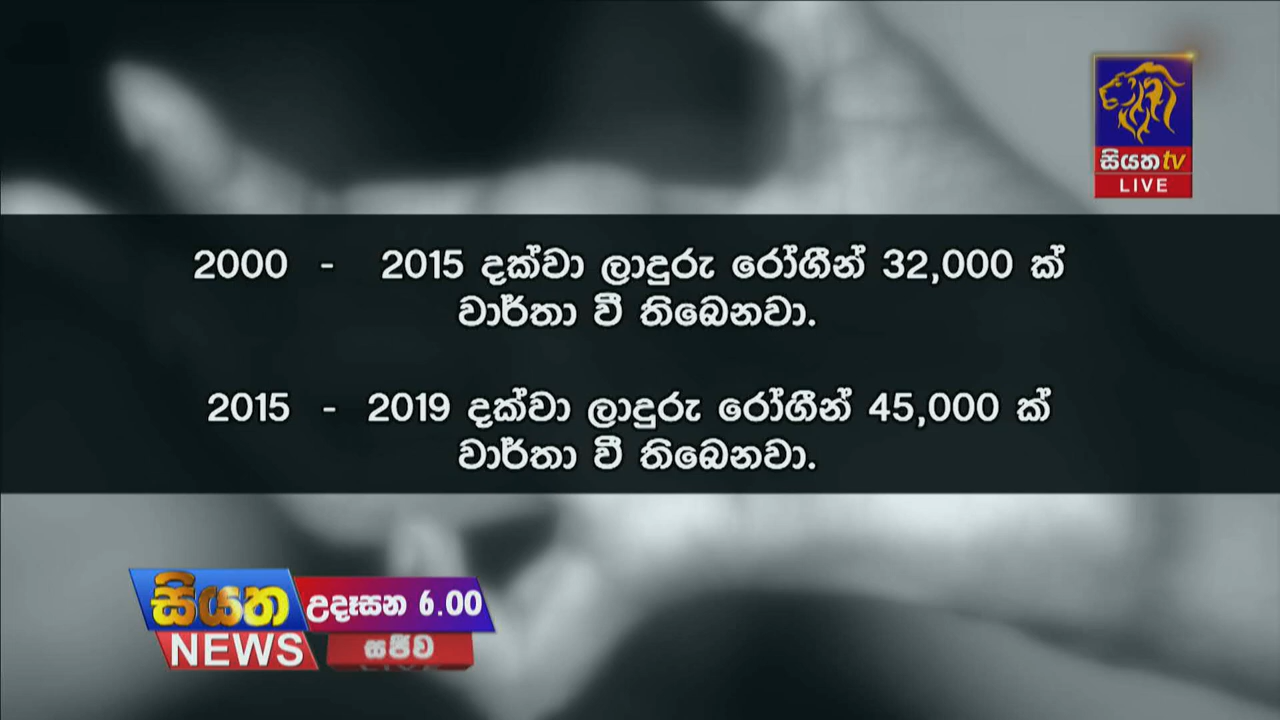 සියත tv
LIVE
2000 - 2015 දක්වා ලාදුරු රෝගීන් 32,000 ක්
වාර්තා වී තිබෙනවා.
2015 - 2019 දක්වා ලාදුරු රෝගීන් 45,000 ක්
වාර්තා වී තිබෙනවා.
සියත
උදෑසන 6.00
NEWS
සජීව